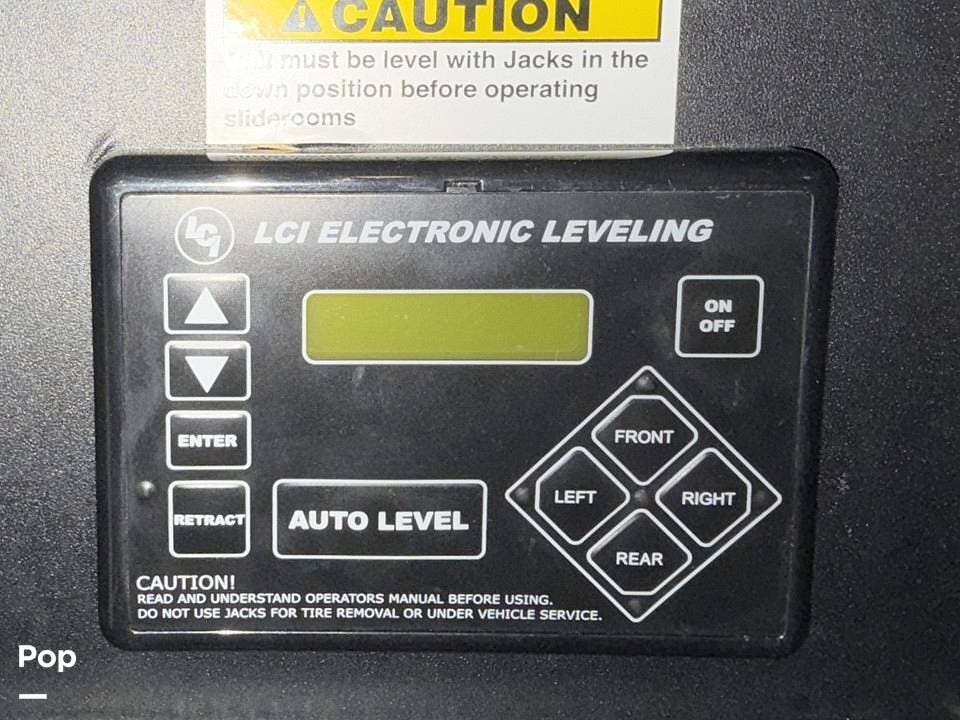 CAUTION
must be level with Jacks in the
down position before operating
sliderooms
LCI
LCI ELECTRONIC LEVELING
ON
OFF
ENTER
RETRACT
AUTO LEVEL
FRONT
LEFT
RIGHT
REAR
CAUTION!
READ AND UNDERSTAND OPERATORS MANUAL BEFORE USING.
DO NOT USE JACKS FOR TIRE REMOVAL OR UNDER VEHICLE SERVICE.
Pop